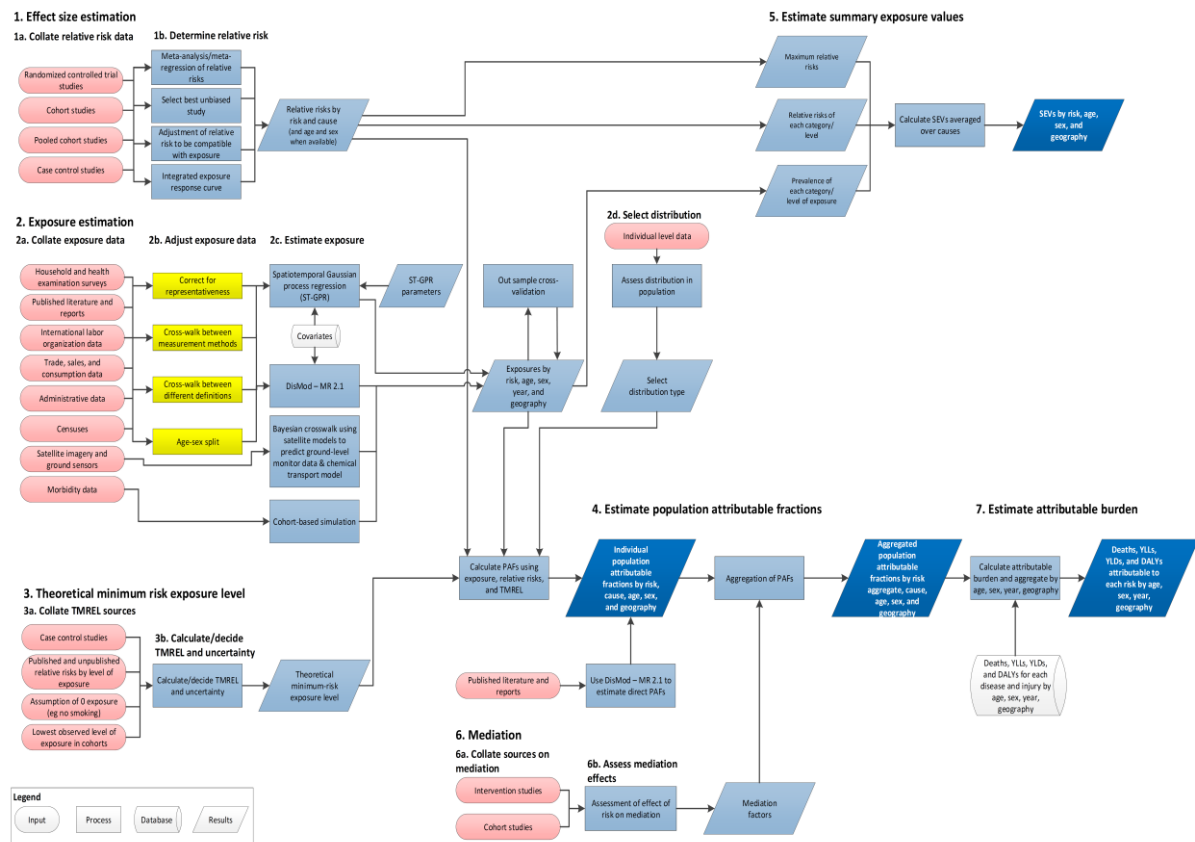 1. Effect size estimation
1a. Collate relative risk data
1b. Determine relative risk
Randomized controlled trial
studies
Cohort studies
Pooled cohort studies
Case control studies
Meta-analysis/meta-
regression of relative
risks
Select best unbiased
study
Adjustment of relative
risk to be compatible
with exposure
Integrated exposure
response curve
Relative risks by
risk and cause
(and age and sex
when available)
5. Estimate summary exposure values
Maximum relative
risks
Relative risks of
each category/
level
Prevalence of
each category/
level of exposure
Calculate SEVs averaged
over causes
SEVs by risk, age,
sex, and
geography
2. Exposure estimation
2a. Collate exposure data
2b. Adjust exposure data
2c. Estimate exposure
Household and health
examination surveys
Published literature and
reports
International labor
organization data
Trade, sales, and
consumption data
Administrative data
Censuses
Satellite imagery and
ground sensors
Morbidity data
Correct for
representativeness
Cross-walk between
measurement methods
Cross-walk between
different definitions
Age-sex split
Spatiotemporal Gaussian
process regression
(ST-GPR)
ST-GPR
parameters
Covariates
DisMod – MR 2.1
Bayesian crosswalk using
satellite models to
predict ground-level
monitor data & chemical
transport model
Cohort-based simulation
Out sample cross-
validation
Exposures by
risk, age, sex,
year, and
geography
2d. Select distribution
Individual level data
Assess distribution in
population
Select
distribution type
3. Theoretical minimum risk exposure level
3a. Collate TMREL sources
Case control studies
Published and unpublished
relative risks by level of
exposure
Assumption of 0 exposure
(eg no smoking)
Lowest observed level of
exposure in cohorts
3b. Calculate/decide
TMREL and uncertainty
Calculate/decide TMREL
and uncertainty
Theoretical
minimum-risk
exposure level
4. Estimate population attributable fractions
Calculate PAFs using
exposure, relative risks,
and TMREL
Individual
population
attributable
fractions by risk,
cause, age, sex,
and geography
Aggregation of PAFs
Aggregated
population
attributable
fractions by risk
aggregate, cause,
age, sex, and
geography
Published literature and
reports
Use DisMod – MR 2.1 to
estimate direct PAFs
7. Estimate attributable burden
Calculate attributable
burden and aggregate by
age, sex, year, geography
Deaths, YLLs,
YLDs, and DALYs
attributable to
each risk by age,
sex, year,
geography
Deaths, YLLs, YLDs,
and DALYs for each
disease and injury by
age, sex, year,
geography
6. Mediation
6a. Collate sources on
mediation
Intervention studies
Cohort studies
6b. Assess mediation
effects
Assessment of effect of
risk on mediation
Mediation
factors
Legend
Input
Process
Database
Results